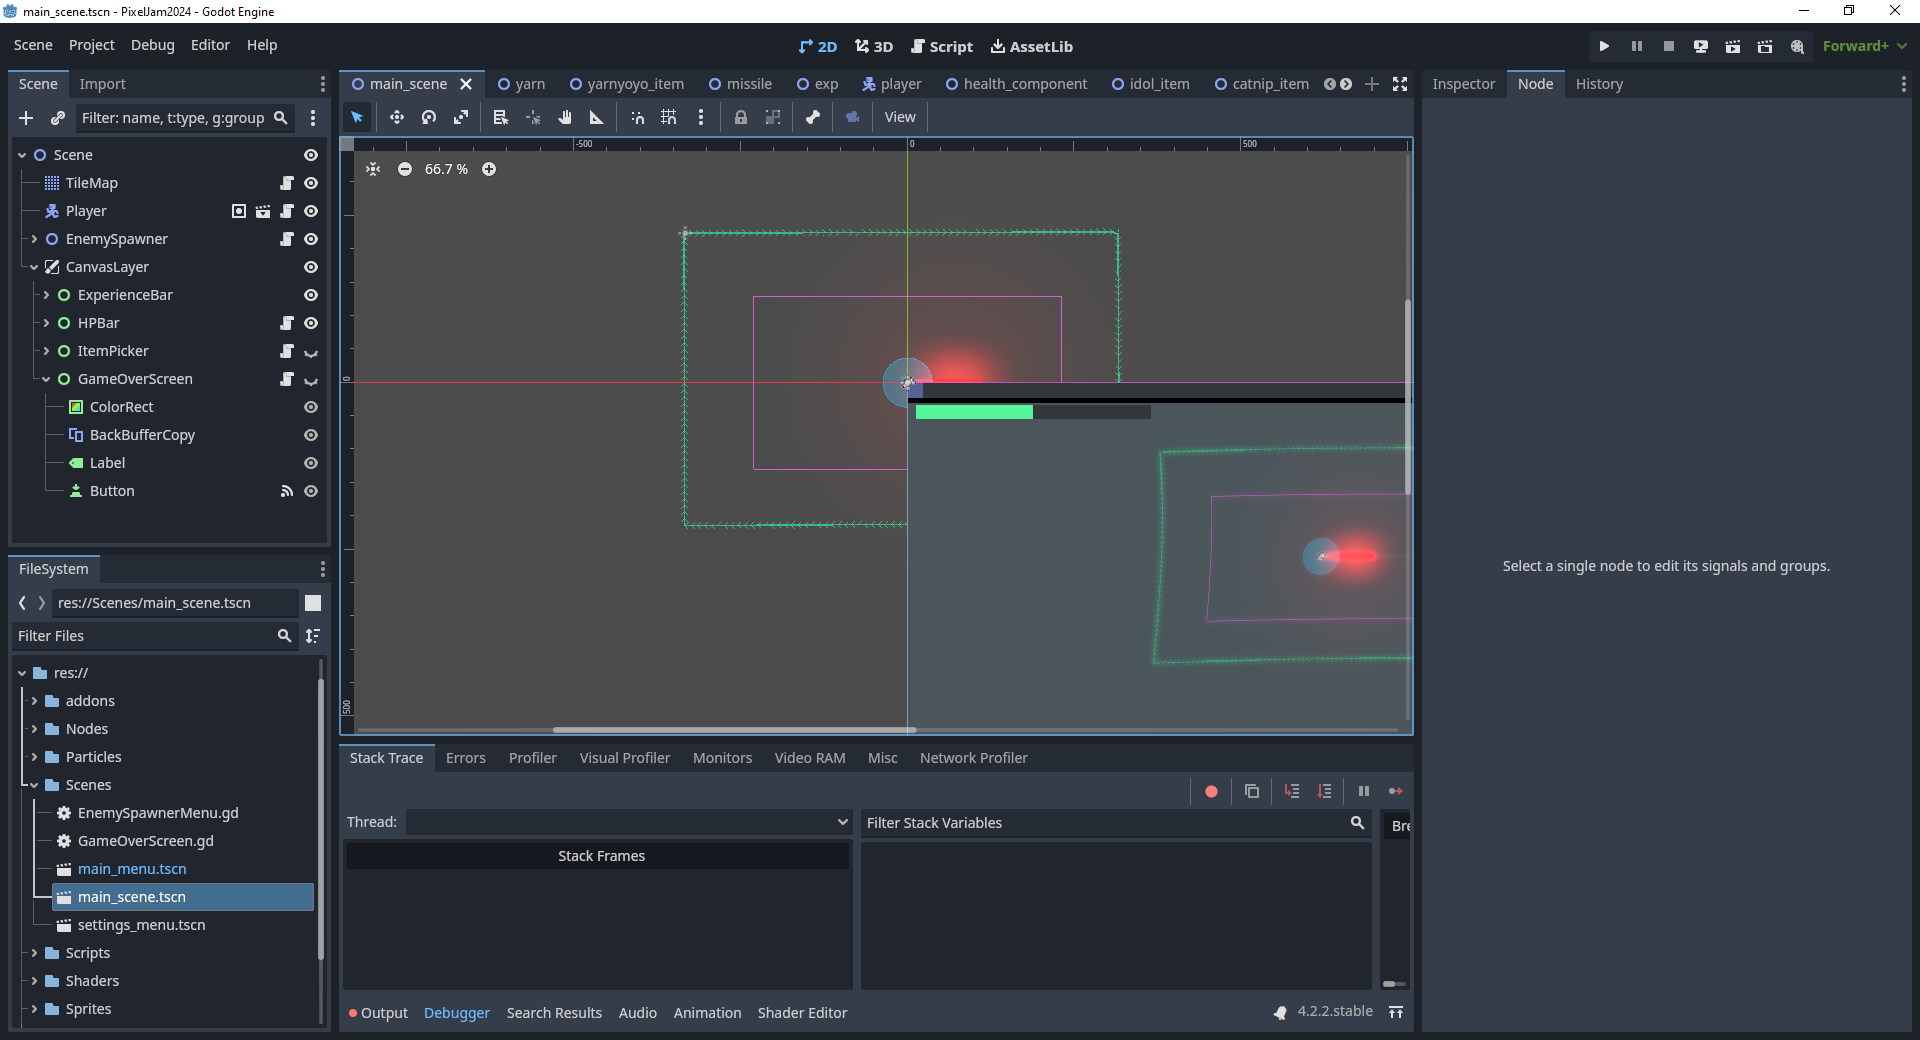 main_scene.tscn - PixelJam2024 - Godot Engine
Scene Project Debug Editor Help
2D 3D Script AssetLib
Forward+
Scene Import
main_scene yarn yarnyoyo_item missile exp player health_component idol_item catnip_item
Inspector Node History
Filter: name, t:type, g:group
View
Scene
TileMap
Player
EnemySpawner
CanvasLayer
ExperienceBar
HPBar
ItemPicker
GameOverScreen
ColorRect
BackBufferCopy
Label
Button
-500 0 500
66.7 %
0
500
Select a single node to edit its signals and groups.
FileSystem
res://Scenes/main_scene.tscn
Filter Files
res://
addons
Nodes
Particles
Scenes
EnemySpawnerMenu.gd
GameOverScreen.gd
main_menu.tscn
main_scene.tscn
settings_menu.tscn
Scripts
Shaders
Sprites
Stack Trace Errors Profiler Visual Profiler Monitors Video RAM Misc Network Profiler
Thread:
Filter Stack Variables
Bre
Stack Frames
Output Debugger Search Results Audio Animation Shader Editor
4.2.2.stable